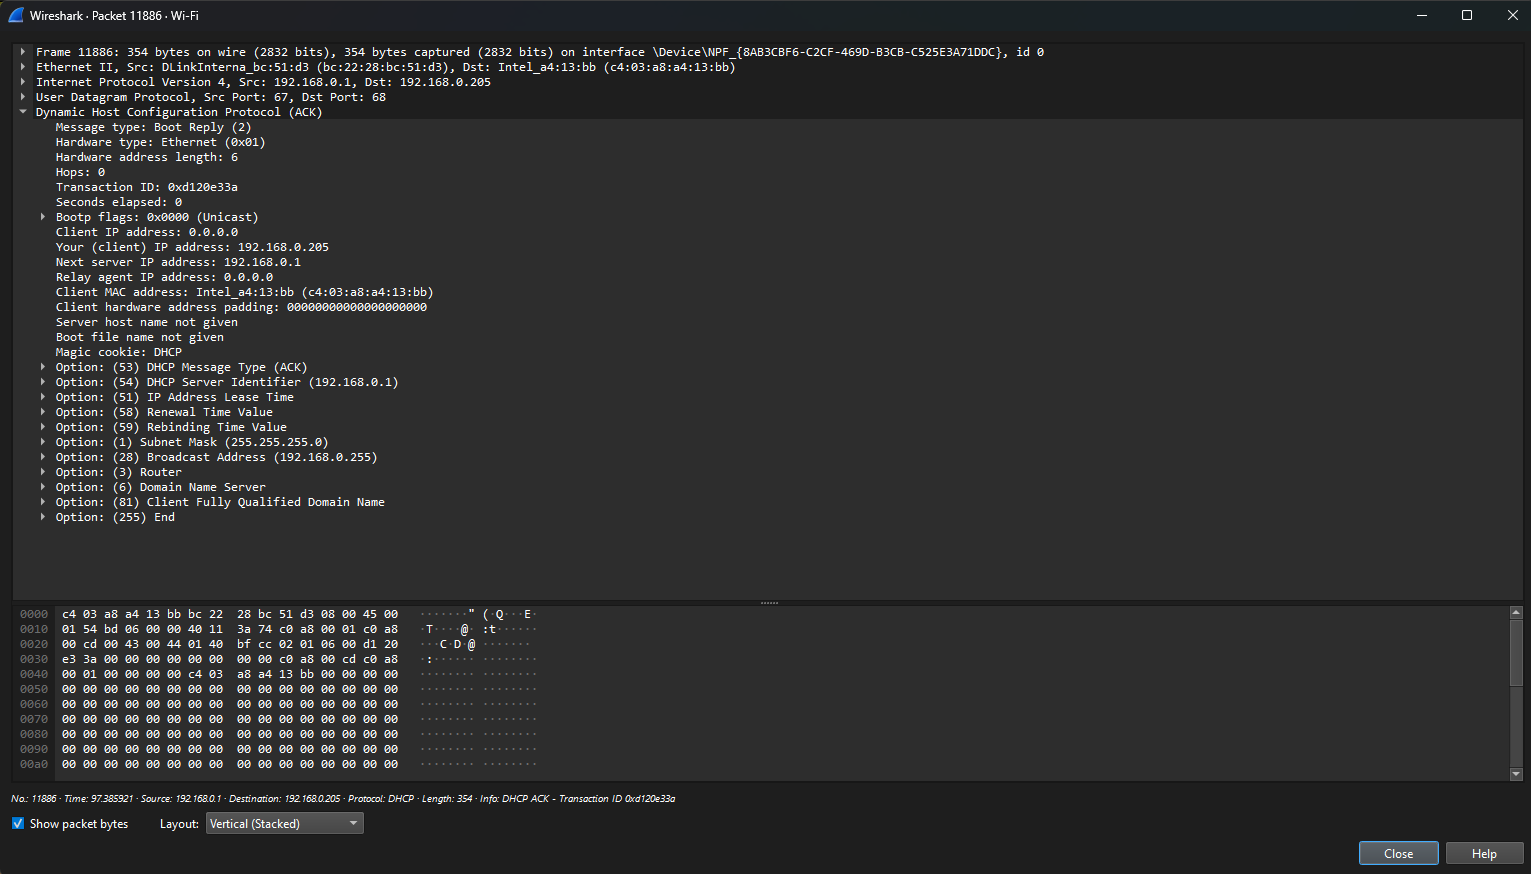 Wireshark · Packet 11886 · Wi-Fi
Frame 11886: 354 bytes on wire (2832 bits), 354 bytes captured (2832 bits) on interface \Device\NPF_{8AB3CBF6-C2CF-469D-B3CB-C525E3A71DDC}, id 0
Ethernet II, Src: DLinkInterna_bc:51:d3 (bc:22:28:bc:51:d3), Dst: Intel_a4:13:bb (c4:03:a8:a4:13:bb)
Internet Protocol Version 4, Src: 192.168.0.1, Dst: 192.168.0.205
User Datagram Protocol, Src Port: 67, Dst Port: 68
Dynamic Host Configuration Protocol (ACK)
Message type: Boot Reply (2)
Hardware type: Ethernet (0x01)
Hardware address length: 6
Hops: 0
Transaction ID: 0xd120e33a
Seconds elapsed: 0
Bootp flags: 0x0000 (Unicast)
Client IP address: 0.0.0.0
Your (client) IP address: 192.168.0.205
Next server IP address: 192.168.0.1
Relay agent IP address: 0.0.0.0
Client MAC address: Intel_a4:13:bb (c4:03:a8:a4:13:bb)
Client hardware address padding: 00000000000000000000
Server host name not given
Boot file name not given
Magic cookie: DHCP
Option: (53) DHCP Message Type (ACK)
Option: (54) DHCP Server Identifier (192.168.0.1)
Option: (51) IP Address Lease Time
Option: (58) Renewal Time Value
Option: (59) Rebinding Time Value
Option: (1) Subnet Mask (255.255.255.0)
Option: (28) Broadcast Address (192.168.0.255)
Option: (3) Router
Option: (6) Domain Name Server
Option: (81) Client Fully Qualified Domain Name
Option: (255) End
0000 c4 03 a8 a4 13 bb bc 22 28 bc 51 d3 08 00 45 00 ·······" (·Q···E·
0010 01 54 bd 06 00 00 40 11 3a 74 c0 a8 00 01 c0 a8 ·T····@· :t······
0020 00 cd 00 43 00 44 01 40 bf cc 02 01 06 00 d1 20 ···C·D·@ ·······
0030 e3 3a 00 00 00 00 00 00 00 00 c0 a8 00 cd c0 a8 ·:······ ········
0040 00 01 00 00 00 00 c4 03 a8 a4 13 bb 00 00 00 00 ········ ········
0050 00 00 00 00 00 00 00 00 00 00 00 00 00 00 00 00 ········ ········
0060 00 00 00 00 00 00 00 00 00 00 00 00 00 00 00 00 ········ ········
0070 00 00 00 00 00 00 00 00 00 00 00 00 00 00 00 00 ········ ········
0080 00 00 00 00 00 00 00 00 00 00 00 00 00 00 00 00 ········ ········
0090 00 00 00 00 00 00 00 00 00 00 00 00 00 00 00 00 ········ ········
00a0 00 00 00 00 00 00 00 00 00 00 00 00 00 00 00 00 ········ ········
No.: 11886 · Time: 97.385921 · Source: 192.168.0.1 · Destination: 192.168.0.205 · Protocol: DHCP · Length: 354 · Info: DHCP ACK - Transaction ID 0xd120e33a
Show packet bytes Layout: Vertical (Stacked)
Close Help